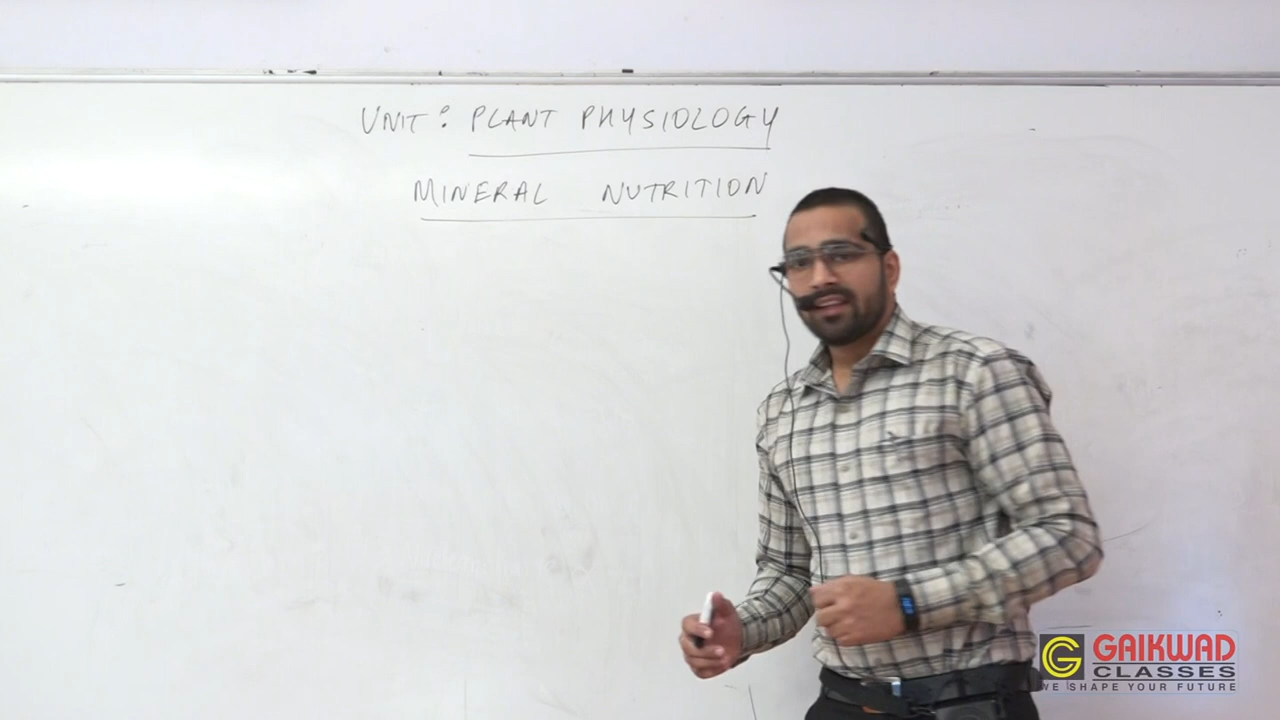 UNIT: PLANT PHYSIOLOGY
MINERAL NUTRITION
GAIKWAD
CLASSES
WE SHAPE YOUR FUTURE